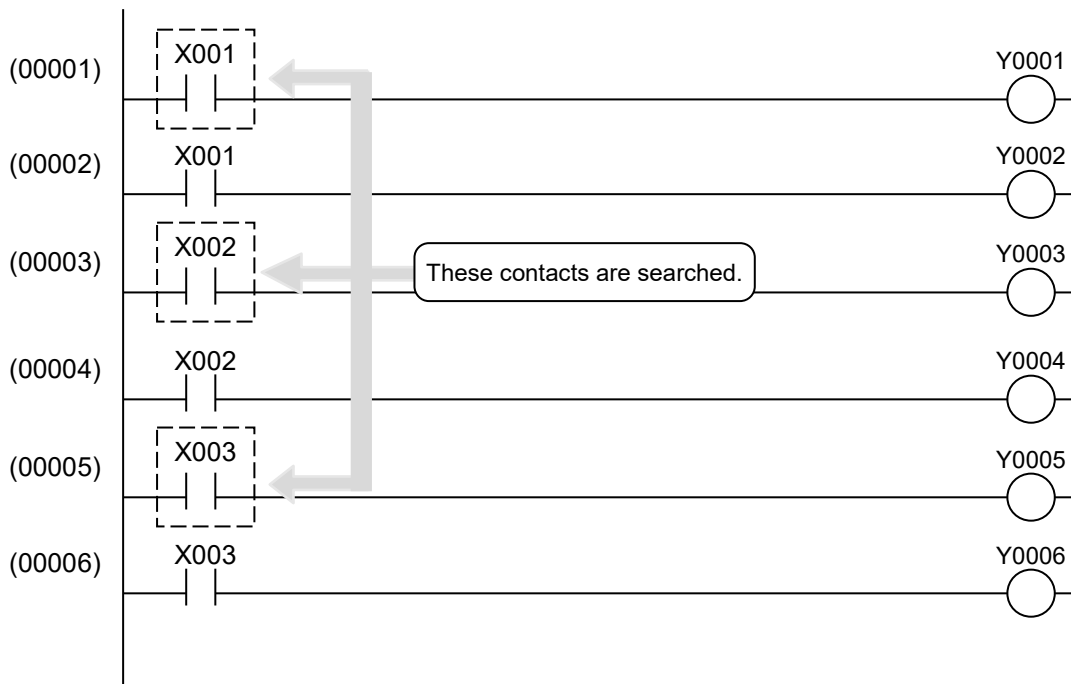 X001
(00001)
Y0001
X001
(00002)
Y0002
X002
(00003)
Y0003
These contacts are searched.
X002
(00004)
Y0004
X003
(00005)
Y0005
X003
(00006)
Y0006